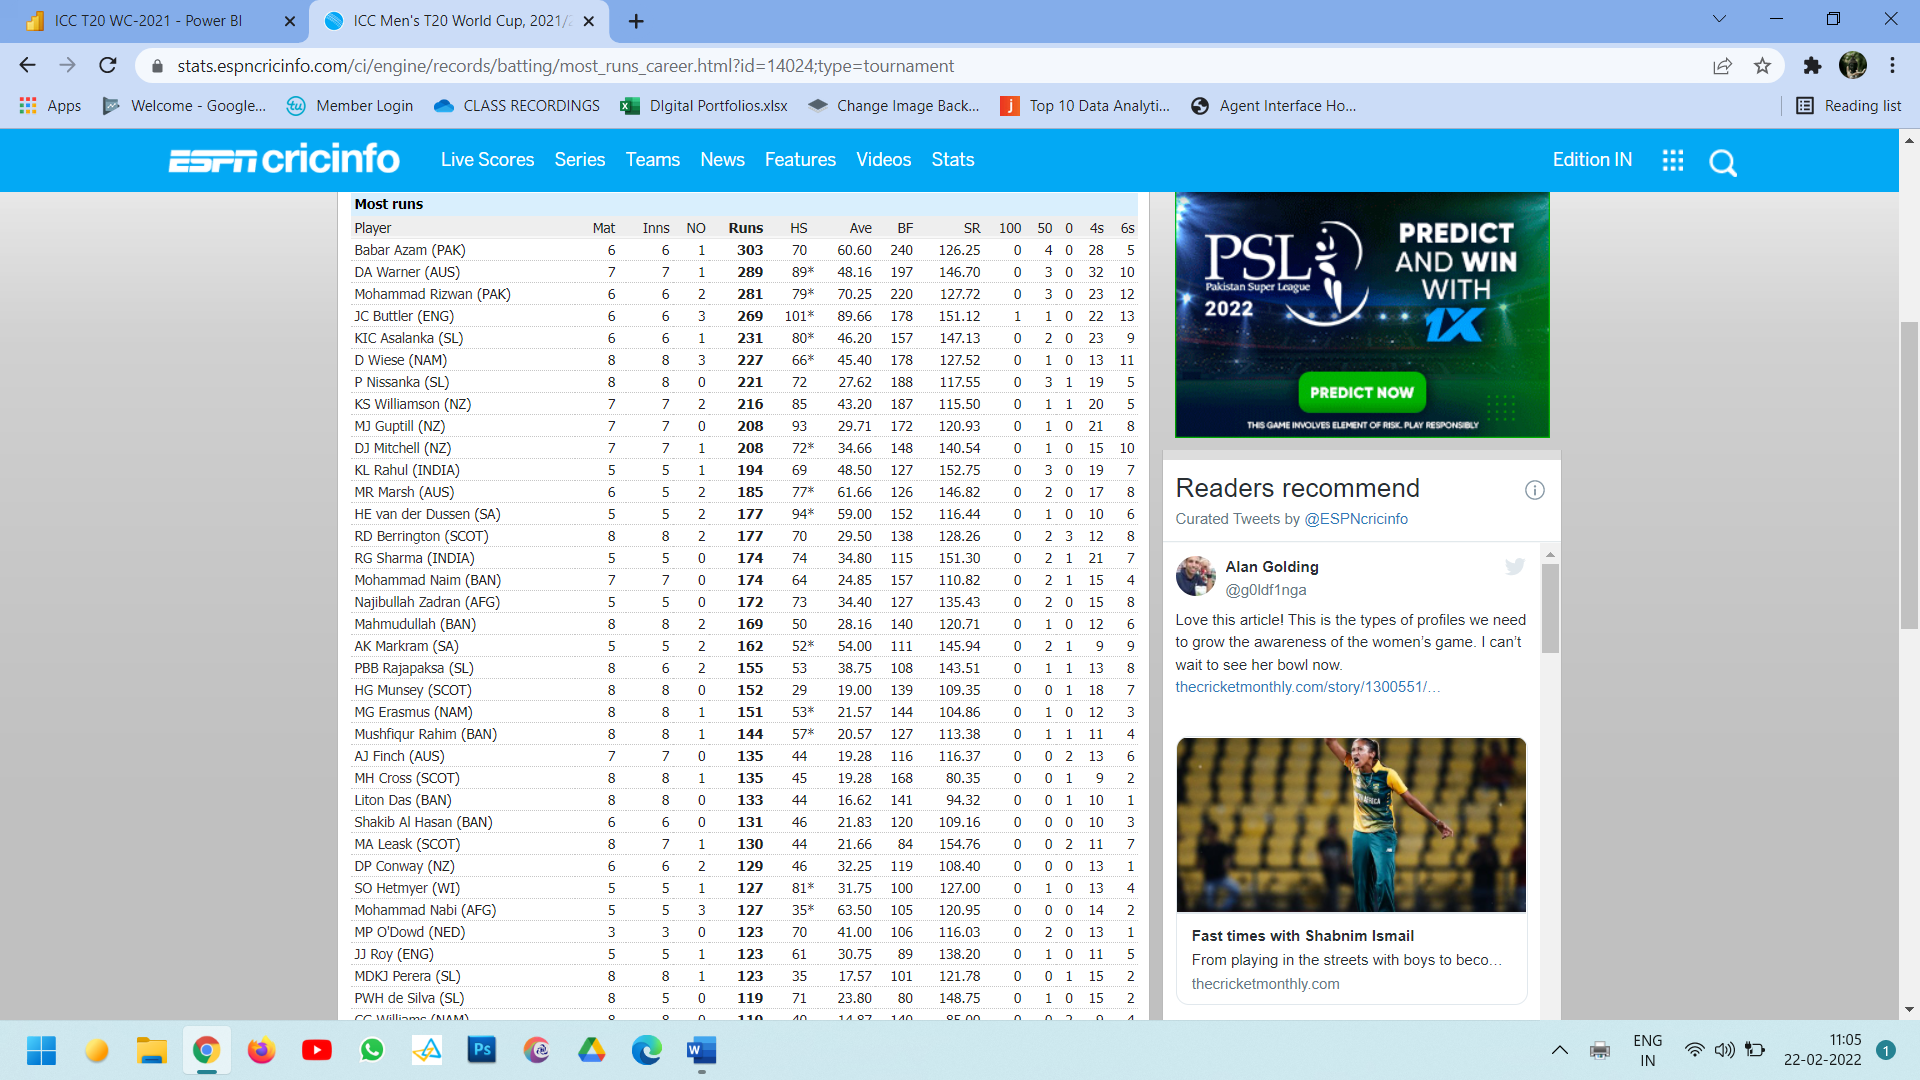 ICC T20 WC-2021 - Power BI
ICC Men's T20 World Cup, 2021/2
stats.espncricinfo.com/ci/engine/records/batting/most_runs_career.html?id=14024;type=tournament
Apps
Welcome - Google...
Member Login
CLASS RECORDINGS
DIgital Portfolios.xlsx
Change Image Back...
Top 10 Data Analyti...
Agent Interface Ho...
Reading list
ESPN cricinfo
Live Scores Series Teams News Features Videos Stats
Edition IN
Most runs
Player Mat Inns NO Runs HS Ave BF SR 100 50 0 4s 6s
Babar Azam (PAK) 6 6 1 303 70 60.60 240 126.25 0 4 0 28 5
DA Warner (AUS) 7 7 1 289 89* 48.16 197 146.70 0 3 0 32 10
Mohammad Rizwan (PAK) 6 6 2 281 79* 70.25 220 127.72 0 3 0 23 12
JC Buttler (ENG) 6 6 3 269 101* 89.66 178 151.12 1 1 0 22 13
KIC Asalanka (SL) 6 6 1 231 80* 46.20 157 147.13 0 2 0 23 9
D Wiese (NAM) 8 8 3 227 66* 45.40 178 127.52 0 1 0 13 11
P Nissanka (SL) 8 8 0 221 72 27.62 188 117.55 0 3 1 19 5
KS Williamson (NZ) 7 7 2 216 85 43.20 187 115.50 0 1 1 20 5
MJ Guptill (NZ) 7 7 0 208 93 29.71 172 120.93 0 1 0 21 8
DJ Mitchell (NZ) 7 7 1 208 72* 34.66 148 140.54 0 1 0 15 10
KL Rahul (INDIA) 5 5 1 194 69 48.50 127 152.75 0 3 0 19 7
MR Marsh (AUS) 6 5 2 185 77* 61.66 126 146.82 0 2 0 17 8
HE van der Dussen (SA) 5 5 2 177 94* 59.00 152 116.44 0 1 0 10 6
RD Berrington (SCOT) 8 8 2 177 70 29.50 138 128.26 0 2 3 12 8
RG Sharma (INDIA) 5 5 0 174 74 34.80 115 151.30 0 2 1 21 7
Mohammad Naim (BAN) 7 7 0 174 64 24.85 157 110.82 0 2 1 15 4
Najibullah Zadran (AFG) 5 5 0 172 73 34.40 127 135.43 0 2 0 15 8
Mahmudullah (BAN) 8 8 2 169 50 28.16 140 120.71 0 1 0 12 6
AK Markram (SA) 5 5 2 162 52* 54.00 111 145.94 0 2 1 9 9
PBB Rajapaksa (SL) 8 6 2 155 53 38.75 108 143.51 0 1 1 13 8
HG Munsey (SCOT) 8 8 0 152 29 19.00 139 109.35 0 0 1 18 7
MG Erasmus (NAM) 8 8 1 151 53* 21.57 144 104.86 0 1 0 12 3
Mushfiqur Rahim (BAN) 8 8 1 144 57* 20.57 127 113.38 0 1 1 11 4
AJ Finch (AUS) 7 7 0 135 44 19.28 116 116.37 0 0 2 13 6
MH Cross (SCOT) 8 8 1 135 45 19.28 168 80.35 0 0 1 9 2
Liton Das (BAN) 8 8 0 133 44 16.62 141 94.32 0 0 1 10 1
Shakib Al Hasan (BAN) 6 6 0 131 46 21.83 120 109.16 0 0 0 10 3
MA Leask (SCOT) 8 7 1 130 44 21.66 84 154.76 0 0 2 11 7
DP Conway (NZ) 6 6 2 129 46 32.25 119 108.40 0 0 0 13 1
SO Hetmyer (WI) 5 5 1 127 81* 31.75 100 127.00 0 1 0 13 4
Mohammad Nabi (AFG) 5 5 3 127 35* 63.50 105 120.95 0 0 0 14 2
MP O'Dowd (NED) 3 3 0 123 70 41.00 106 116.03 0 2 0 13 1
JJ Roy (ENG) 5 5 1 123 61 30.75 89 138.20 0 1 0 11 5
MDKJ Perera (SL) 8 8 1 123 35 17.57 101 121.78 0 0 1 15 2
PWH de Silva (SL) 8 5 0 119 71 23.80 80 148.75 0 1 0 15 2
PSL
Pakistan Super League
2022
PREDICT
AND WIN
WITH
1X
PREDICT NOW
THIS GAME INVOLVES ELEMENT OF RISK. PLAY RESPONSIBLY
Readers recommend
Curated Tweets by @ESPNcricinfo
Alan Golding
@g0ldf1nga
Love this article! This is the types of profiles we need
to grow the awareness of the women's game. I can't
wait to see her bowl now.
thecricketmonthly.com/story/1300551/…
Fast times with Shabnim Ismail
From playing in the streets with boys to beco…
thecricketmonthly.com
Ps
W
ENG
IN
11:05
22-02-2022
1